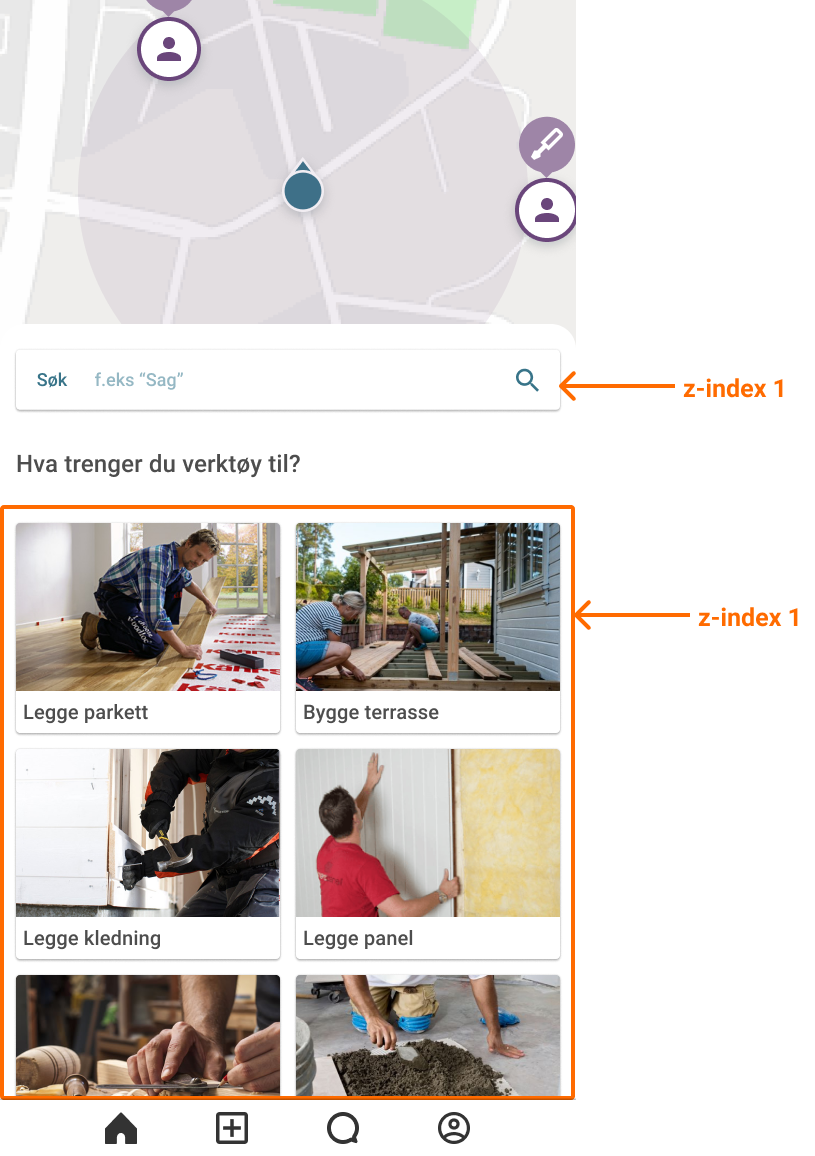 Søk f.eks “Sag”
z-index 1
Hva trenger du verktøy til?
z-index 1
Legge parkett
Bygge terrasse
Legge kledning
Legge panel